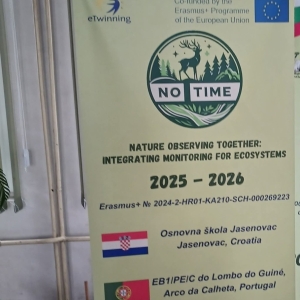 eTwinning
Co-funded by the
Erasmus+ Programme
of the European Union
NO TIME
NATURE OBSERVING TOGETHER:
INTEGRATING MONITORING FOR ECOSYSTEMS
2025 – 2026
Erasmus+ № 2024-2-HR01-KA210-SCH-000269223
Osnovna škola Jasenovac
Jasenovac, Croatia
EB1/PE/C do Lombo do Guiné,
Arco da Calheta, Portugal